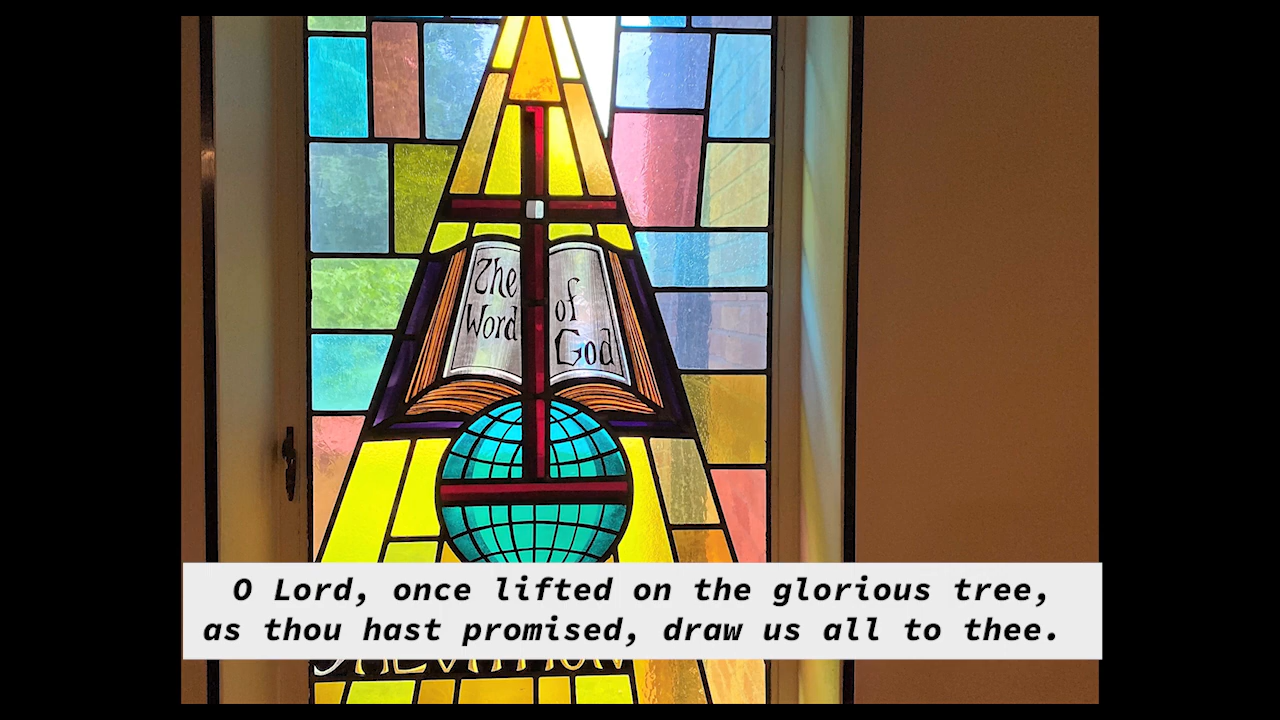 The
Word
of
God
O Lord, once lifted on the glorious tree,
as thou hast promised, draw us all to thee.